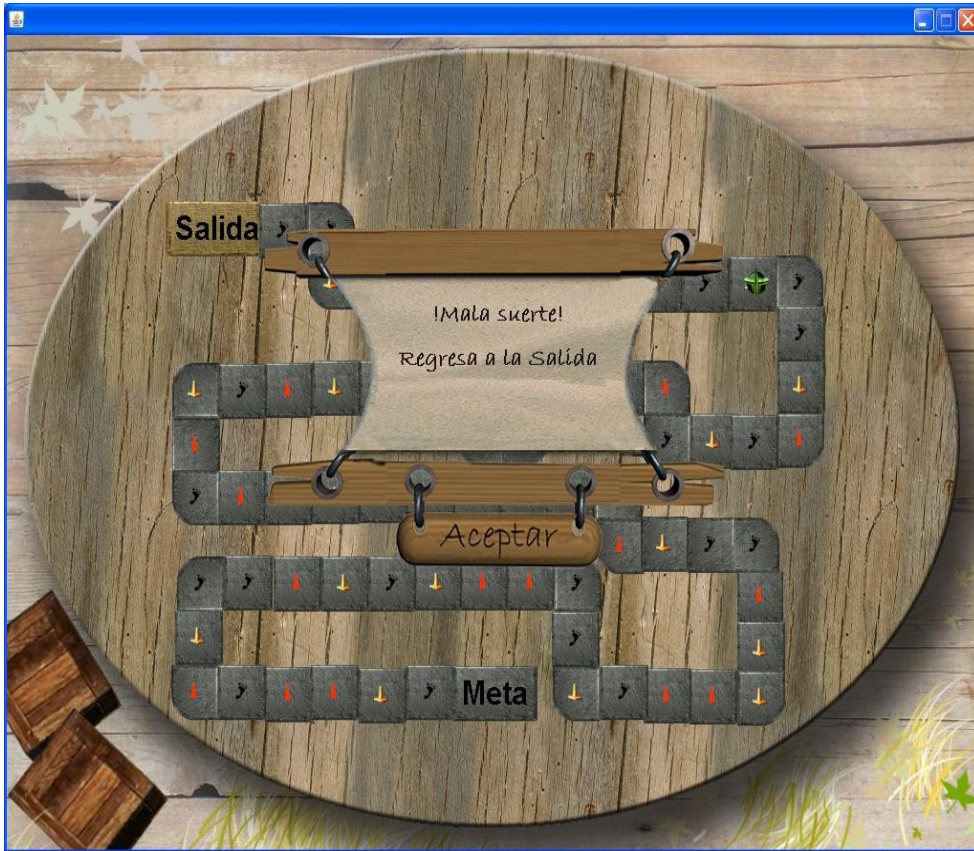 Salida
!Mala suerte!
Regresa a la Salida
Aceptar
Meta